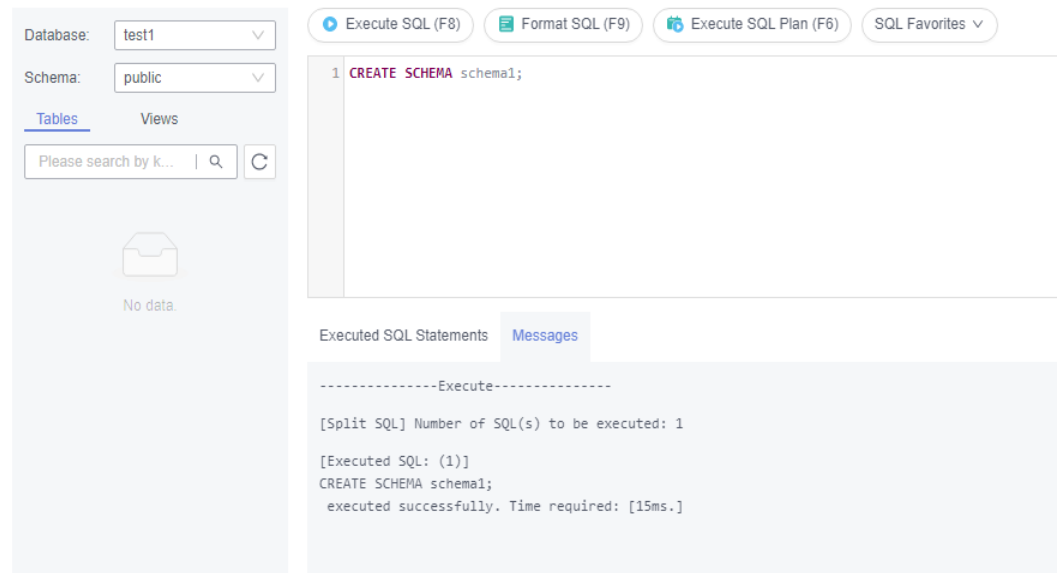 Database: test1
Schema: public
Tables Views
Please search by k...
No data.
Execute SQL (F8) Format SQL (F9) Execute SQL Plan (F6) SQL Favorites
1 CREATE SCHEMA schema1;
Executed SQL Statements Messages
---------------Execute---------------
[Split SQL] Number of SQL(s) to be executed: 1
[Executed SQL: (1)]
CREATE SCHEMA schema1;
executed successfully. Time required: [15ms.]